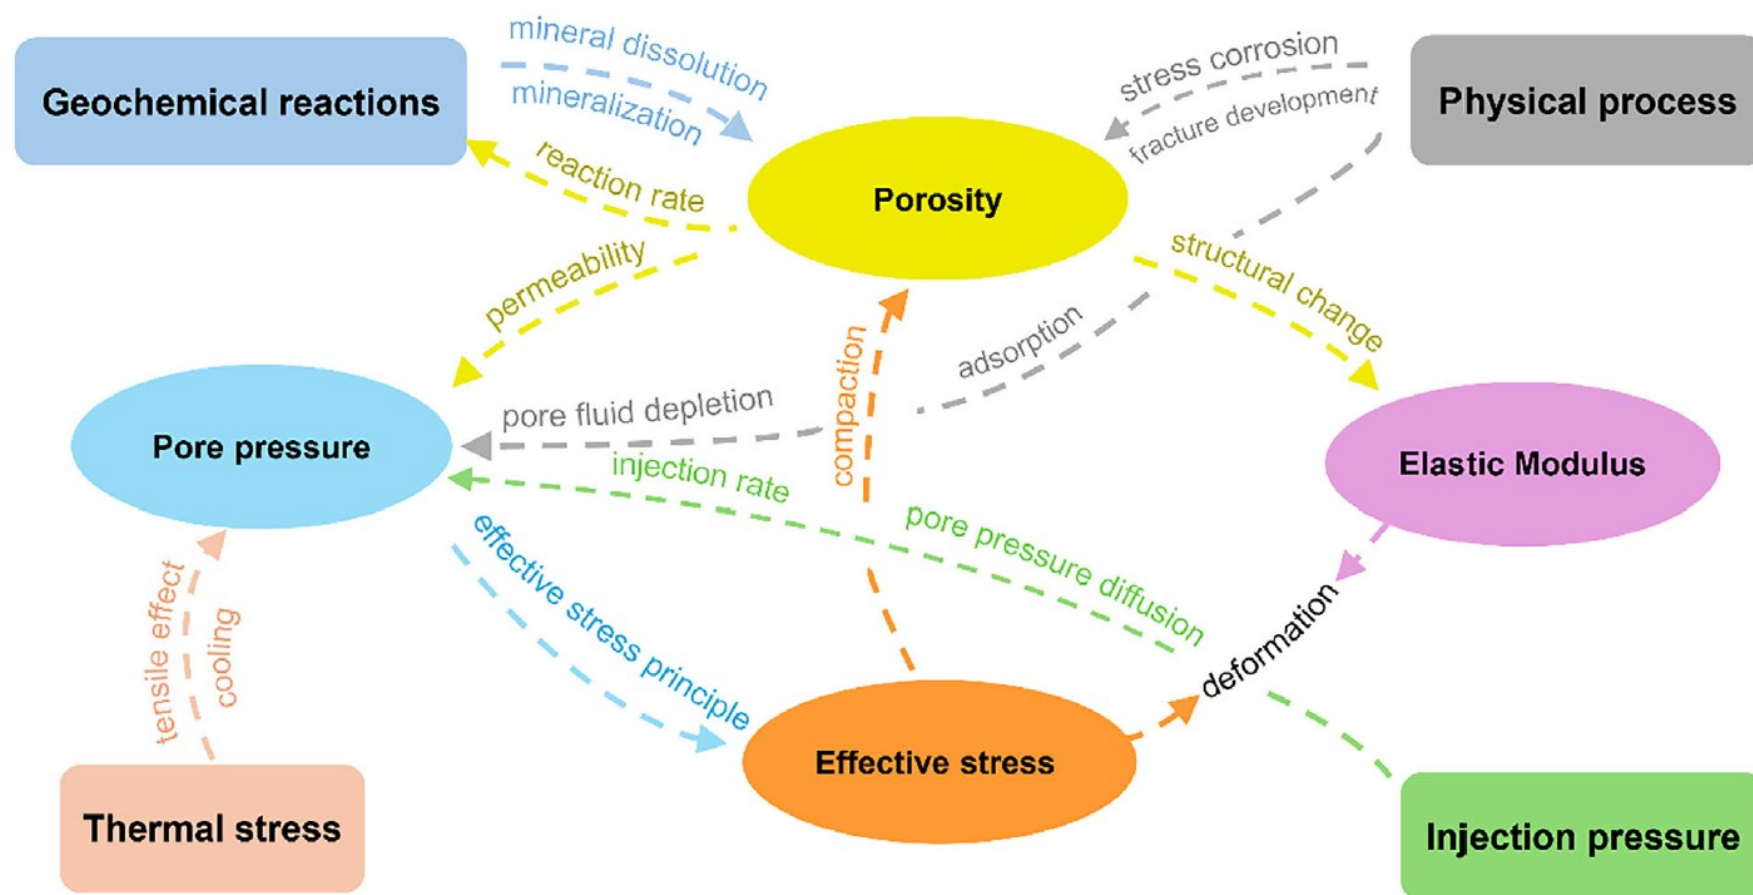 mineral dissolution
mineralization
Geochemical reactions
stress corrosion
fracture development
Physical process
reaction rate
Porosity
permeability
structural change
adsorption
compaction
pore fluid depletion
Pore pressure
injection rate
Elastic Modulus
pore pressure diffusion
effective stress principle
deformation
tensile effect
cooling
Effective stress
Thermal stress
Injection pressure